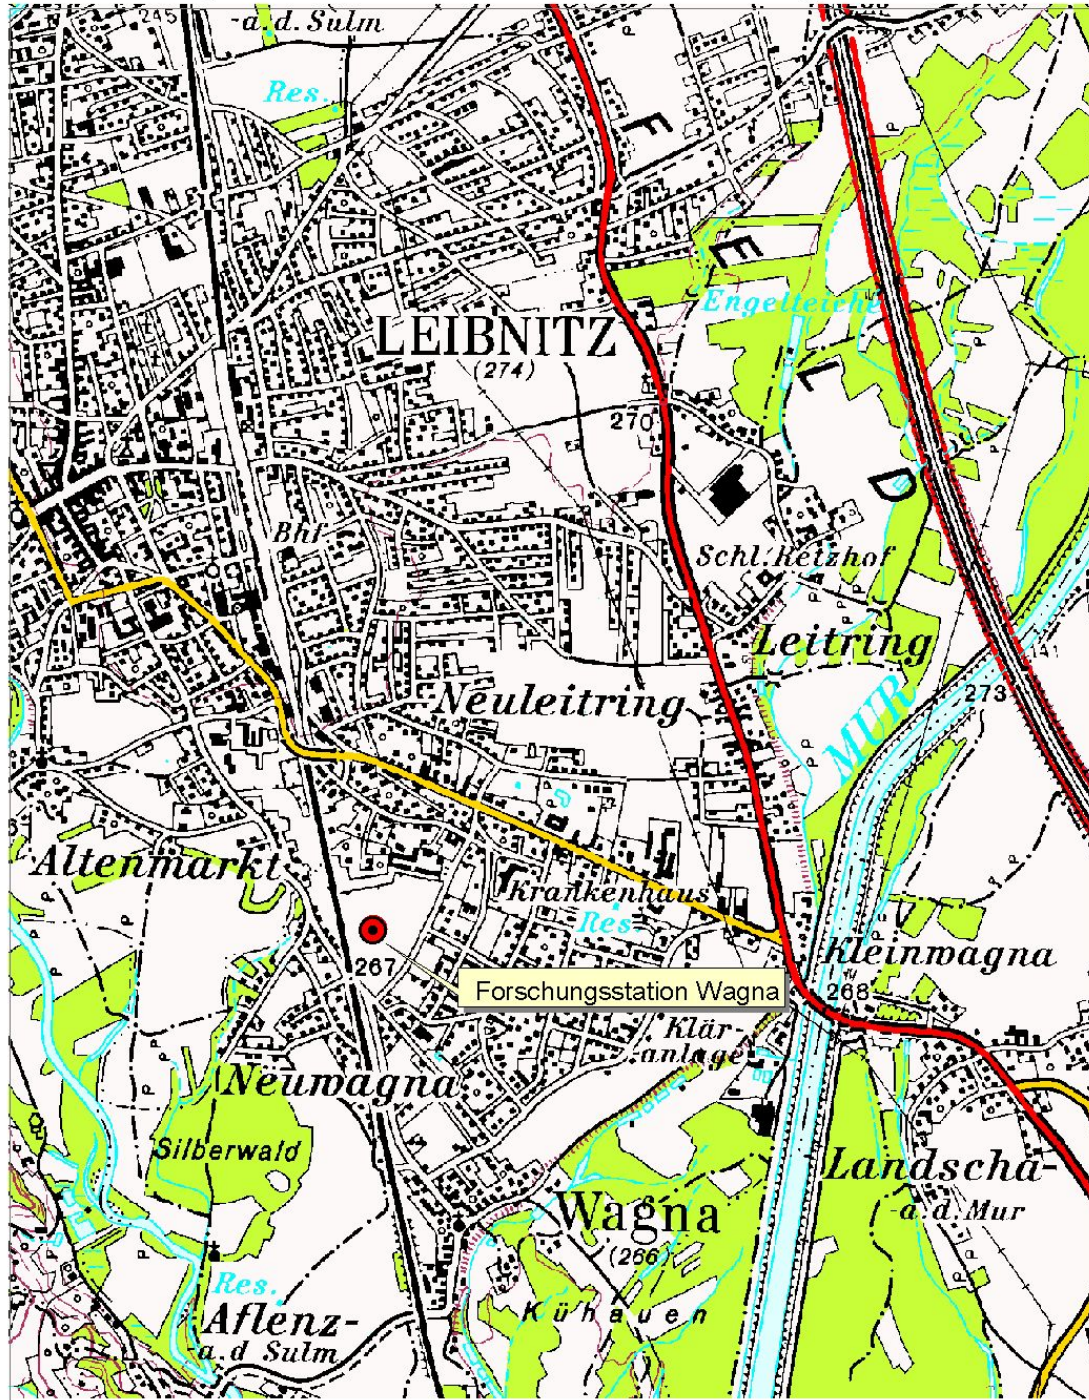 -a.d. Sulm
Res.
F
E
Engelteiche
LEIBNITZ
(274)
L
270
D
Bhf
Schl. Retzhof
Leitring
Neuleitring
MUR
273
Altenmarkt
Krankenhaus
Res.
267
Kleinwagna
Forschungsstation Wagna
268
Klär-
-anlage
Neuwagna
Silberwald
Landscha-
-a.d. Mur
Wagna
(266)
Res.
Aflenz-
-a.d Sulm
Kühauen